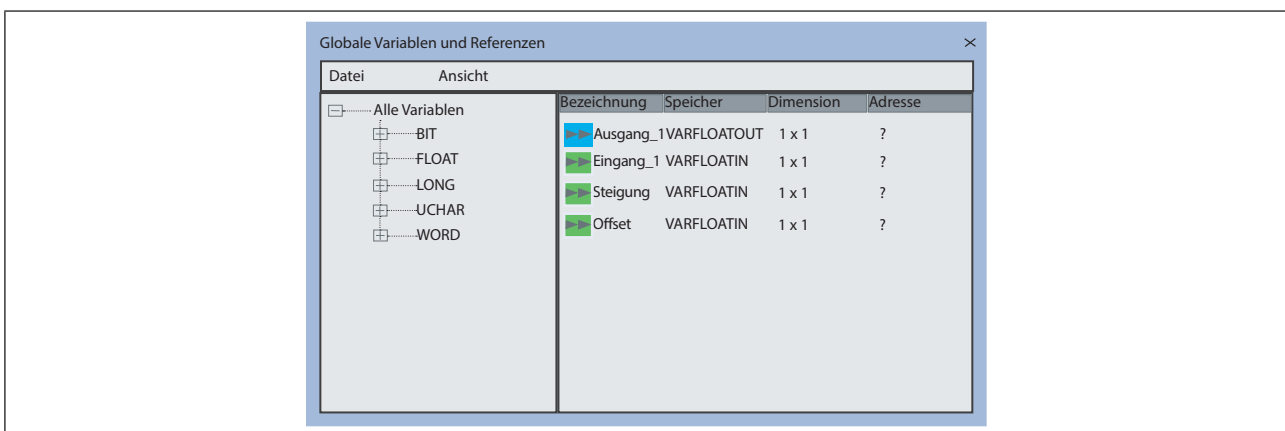 Globale Variablen und Referenzen
Datei Ansicht
Alle Variablen
BIT
FLOAT
LONG
UCHAR
WORD
Bezeichnung Speicher Dimension Adresse
Ausgang_1 VARFLOATOUT 1 x 1 ?
Eingang_1 VARFLOATIN 1 x 1 ?
Steigung VARFLOATIN 1 x 1 ?
Offset VARFLOATIN 1 x 1 ?